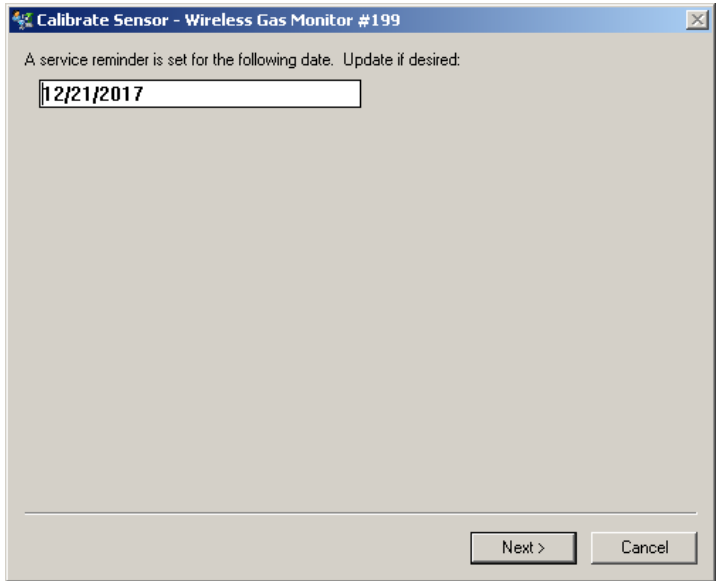 Calibrate Sensor - Wireless Gas Monitor #199
A service reminder is set for the following date.  Update if desired:
12/21/2017
Next >
Cancel